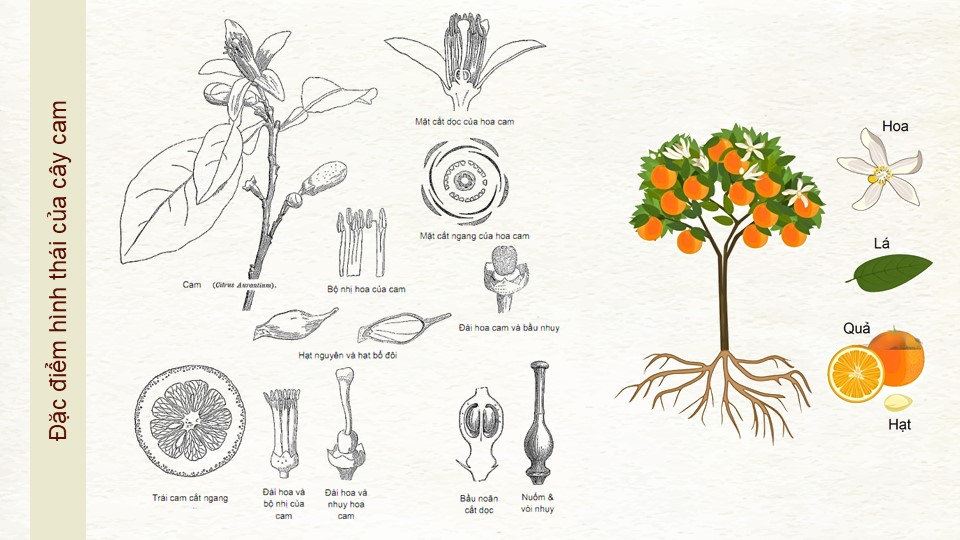 Đặc điểm hình thái của cây cam
Mặt cắt dọc của hoa cam
Mặt cắt ngang của hoa cam
Cam (Citrus Aurantium).
Bộ nhị hoa của cam
Đài hoa cam và bầu nhụy
Hạt nguyên và hạt bổ đôi
Trái cam cắt ngang
Đài hoa và
bộ nhị của
cam
Đài hoa và
nhụy hoa
cam
Bầu noãn
cắt dọc
Nuốm &
vòi nhụy
Hoa
Lá
Quả
Hạt